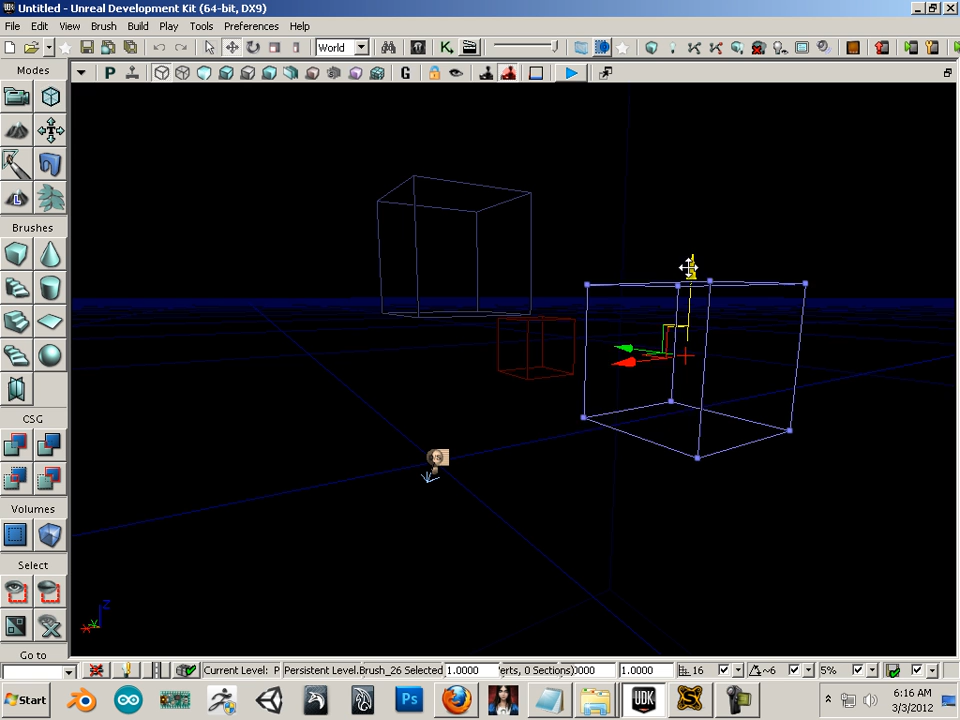 Untitled - Unreal Development Kit (64-bit, DX9)
File Edit View Brush Build Play Tools Preferences Help
World
Modes
P
G
Brushes
CSG
Volumes
Select
Z
Go to
Current Level: P Persistent Level.Brush_26 Selected 1.0000 0 Sections) 0000 1.0000 16 ~6 5%
Start Ps UDK 6:16 AM
3/3/2012